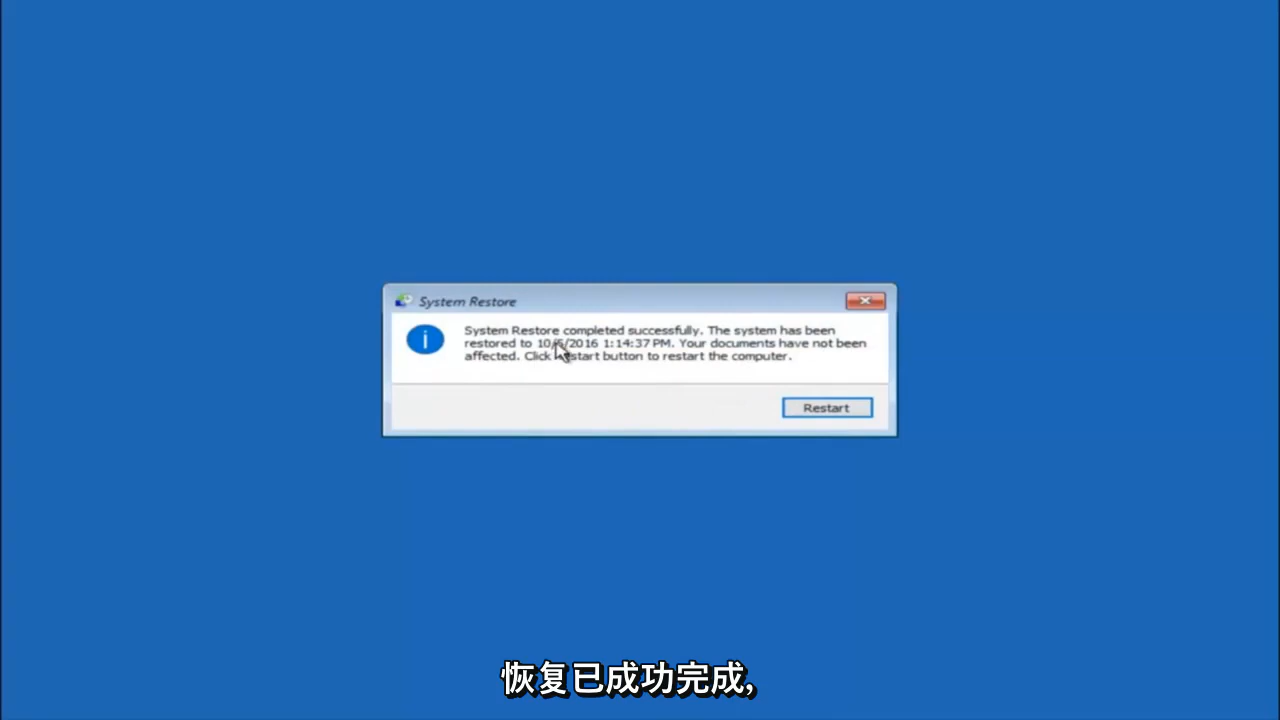 System Restore
System Restore completed successfully. The system has been
restored to 1:14:37 PM. Your documents have not been
affected. Click button to restart the computer.
Restart
恢复已成功完成,